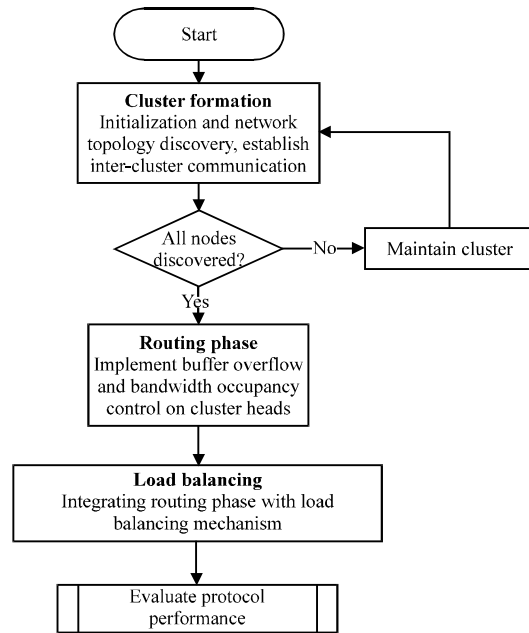 Start
Cluster formation
Initialization and network
topology discovery, establish
inter-cluster communication
All nodes
discovered?
No
Maintain cluster
Yes
Routing phase
Implement buffer overflow
and bandwidth occupancy
control on cluster heads
Load balancing
Integrating routing phase with load
balancing mechanism
Evaluate protocol
performance